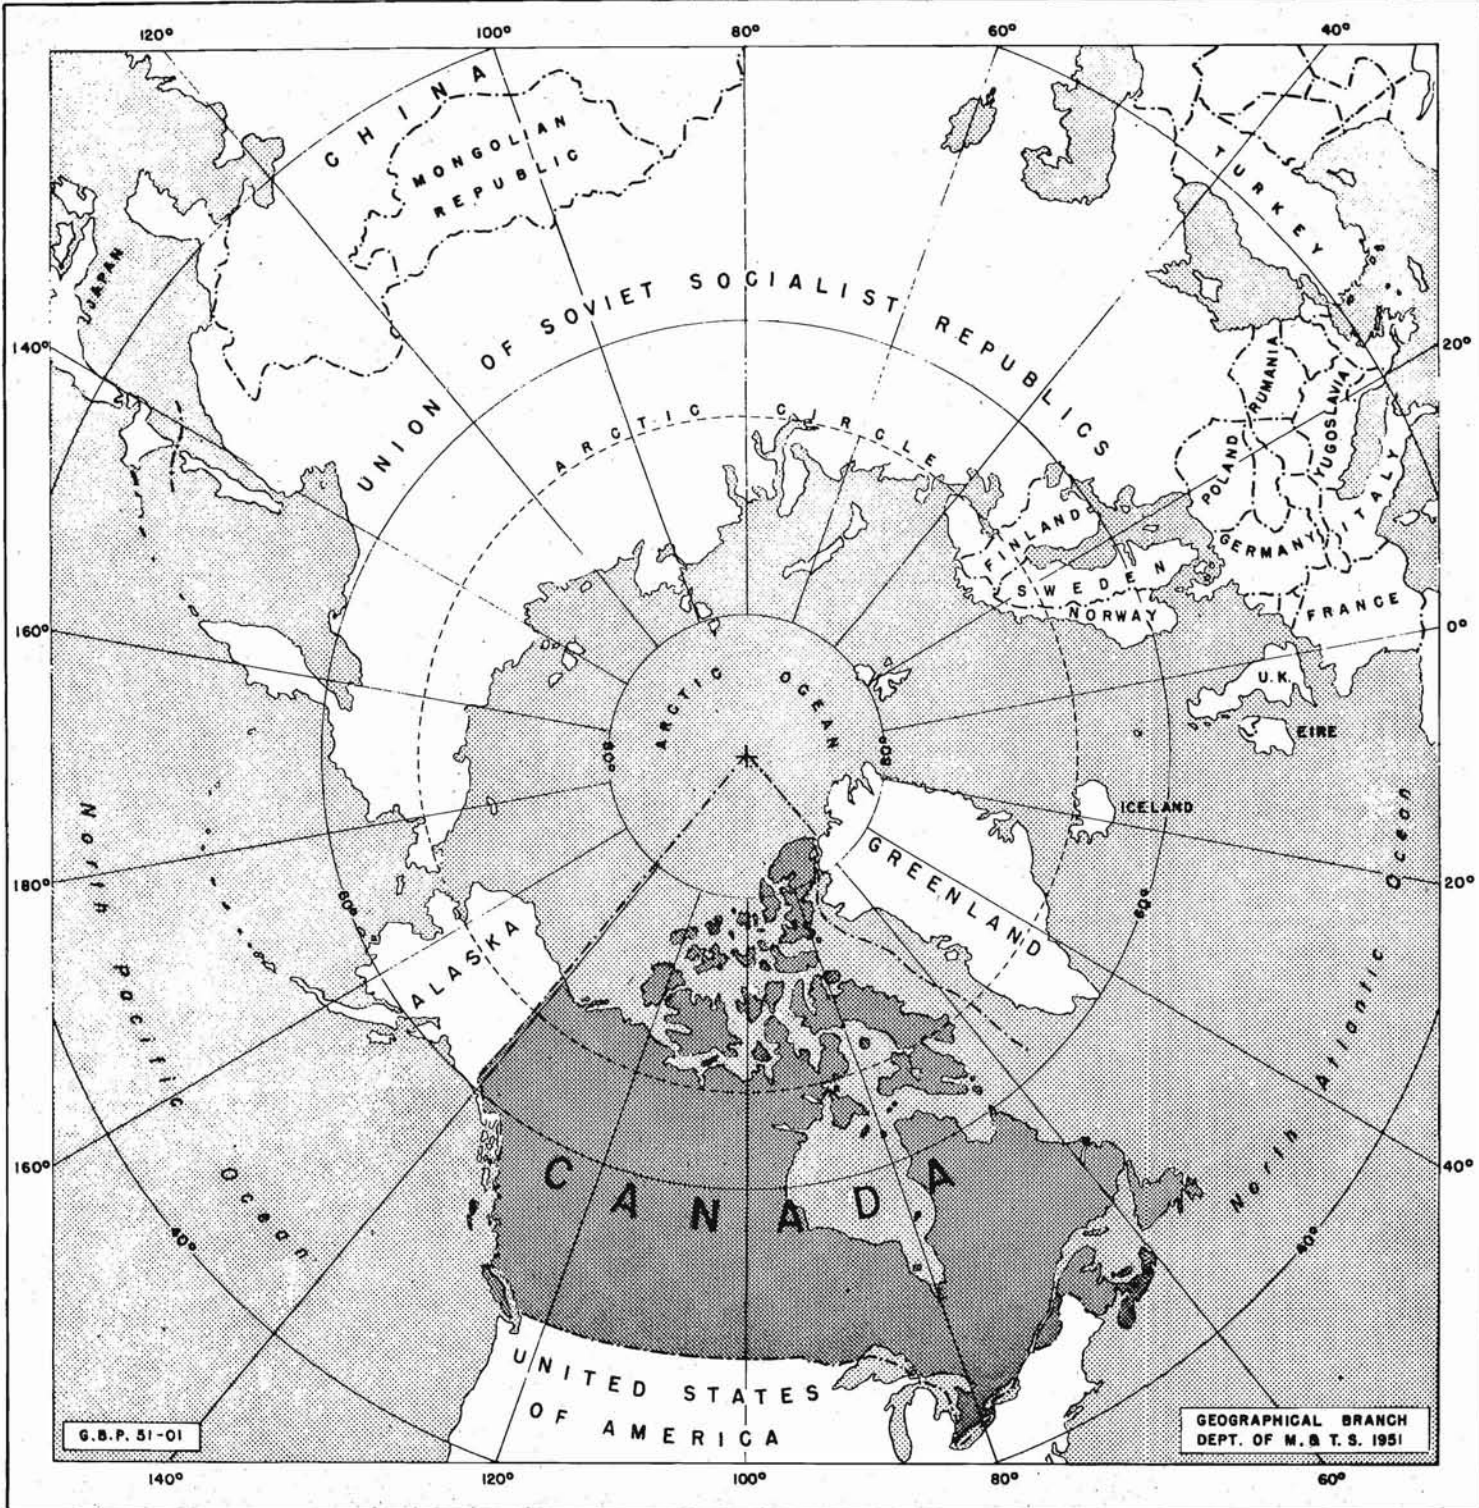 120° 100° 80° 60° 40°
CHINA
MONGOLIAN
REPUBLIC
TURKEY
JAPAN
UNION OF SOVIET SOCIALIST REPUBLICS
140°
20°
RUMANIA
YUGOSLAVIA
ARCTIC CIRCLE
POLAND
ITALY
GERMANY
FINLAND
SWEDEN
NORWAY
FRANCE
160°
0°
ARCTIC OCEAN
U.K.
EIRE
80°
80°
ICELAND
North Pacific Ocean
GREENLAND
180°
20°
60°
60°
ALASKA
North Atlantic Ocean
CANADA
160°
40°
40°
40°
UNITED STATES
OF AMERICA
G.B.P. 51-01
GEOGRAPHICAL BRANCH
DEPT. OF M. & T. S. 1951
140° 120° 100° 80° 60°